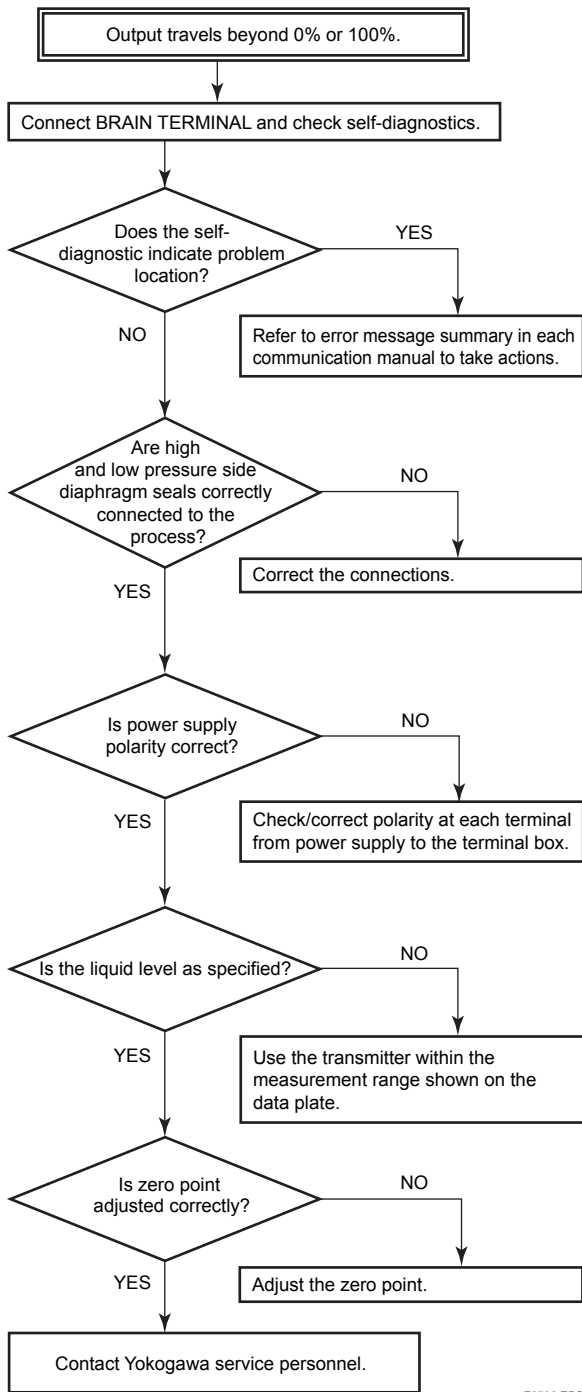 Output travels beyond 0% or 100%.
Connect BRAIN TERMINAL and check self-diagnostics.
Does the self-
diagnostic indicate problem
location?
YES
NO
Refer to error message summary in each
communication manual to take actions.
Are high
and low pressure side
diaphragm seals correctly
connected to the
process?
NO
YES
Correct the connections.
Is power supply
polarity correct?
NO
YES
Check/correct polarity at each terminal
from power supply to the terminal box.
Is the liquid level as specified?
NO
YES
Use the transmitter within the
measurement range shown on the
data plate.
Is zero point
adjusted correctly?
NO
YES
Adjust the zero point.
Contact Yokogawa service personnel.